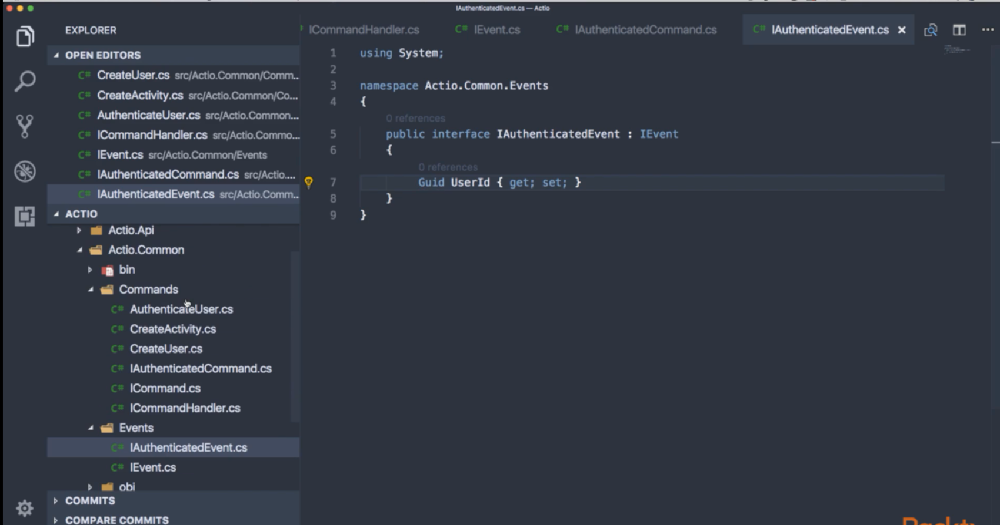 IAuthenticatedEvent.cs — Actio
EXPLORER
OPEN EDITORS
C# CreateUser.cs src/Actio.Common/Comm...
C# CreateActivity.cs src/Actio.Common/Co...
C# AuthenticateUser.cs src/Actio.Common...
C# ICommandHandler.cs src/Actio.Commo...
C# IEvent.cs src/Actio.Common/Events
C# IAuthenticatedCommand.cs src/Actio....
C# IAuthenticatedEvent.cs src/Actio.Comm...
ACTIO
Actio.Api
Actio.Common
bin
Commands
C# AuthenticateUser.cs
C# CreateActivity.cs
C# CreateUser.cs
C# IAuthenticatedCommand.cs
C# ICommand.cs
C# ICommandHandler.cs
Events
C# IAuthenticatedEvent.cs
C# IEvent.cs
obj
COMMITS
COMPARE COMMITS
ICommandHandler.cs C# IEvent.cs C# IAuthenticatedCommand.cs C# IAuthenticatedEvent.cs
1 using System;
2
3 namespace Actio.Common.Events
4 {
0 references
5 public interface IAuthenticatedEvent : IEvent
6 {
0 references
7 Guid UserId { get; set; }
8 }
9 }